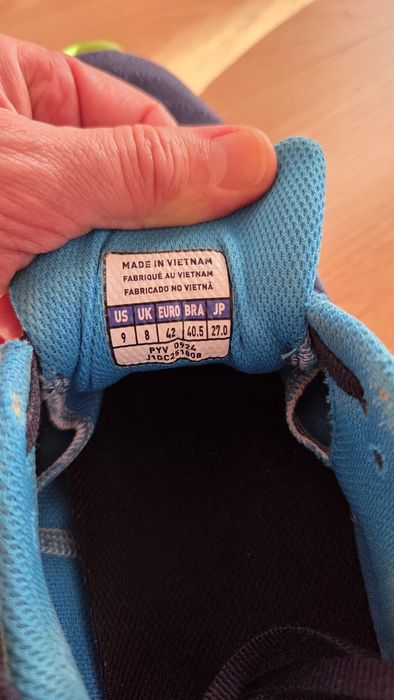 MADE IN VIETNAM
FABRIQUÉ AU VIETNAM
FABRICADO NO VIETNÃ
US UK EURO BRA JP
9 8 42 40.5 27.0
PYV 0924
J1GC251808